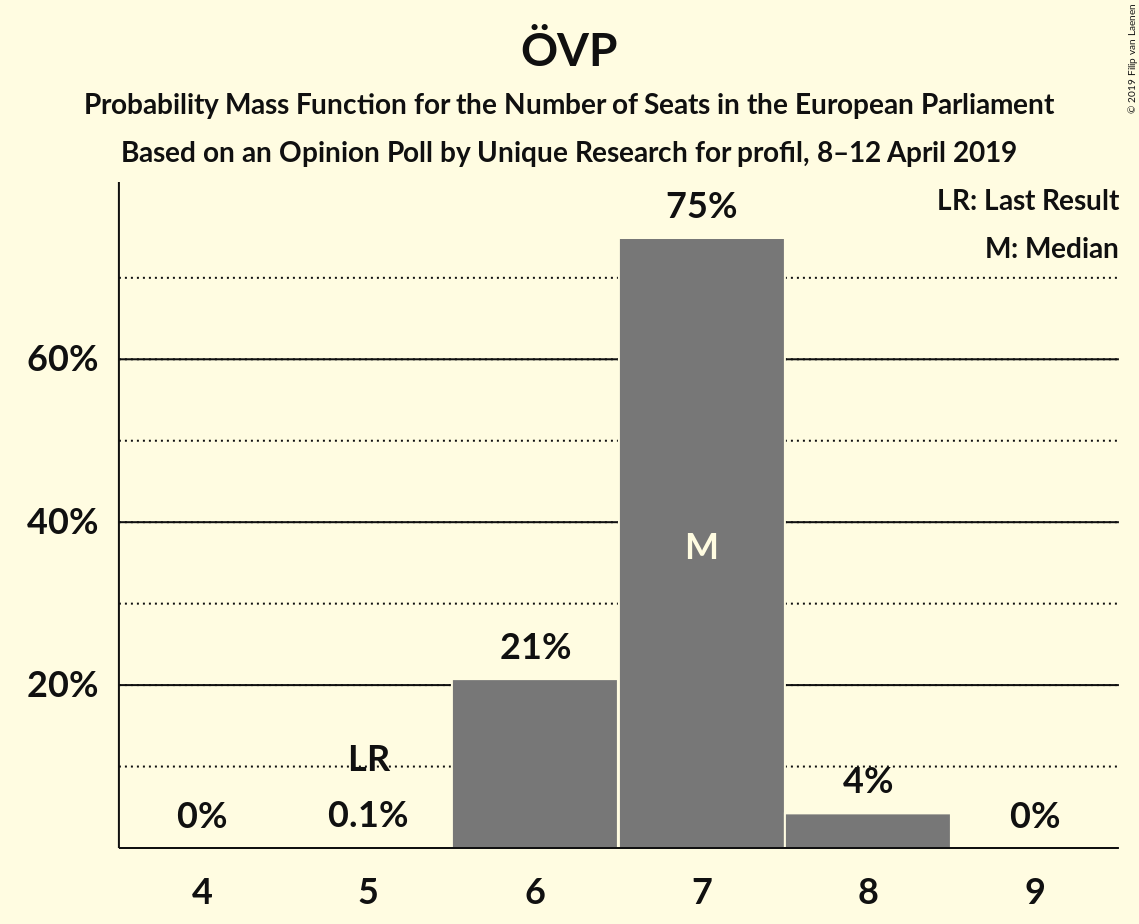 ÖVP
Probability Mass Function for the Number of Seats in the European Parliament
Based on an Opinion Poll by Unique Research for profil, 8–12 April 2019
© 2019 Filip van Laenen
LR: Last Result
M: Median
75%
60%
40%
M
21%
20%
LR
4%
0%
0.1%
0%
4
5
6
7
8
9